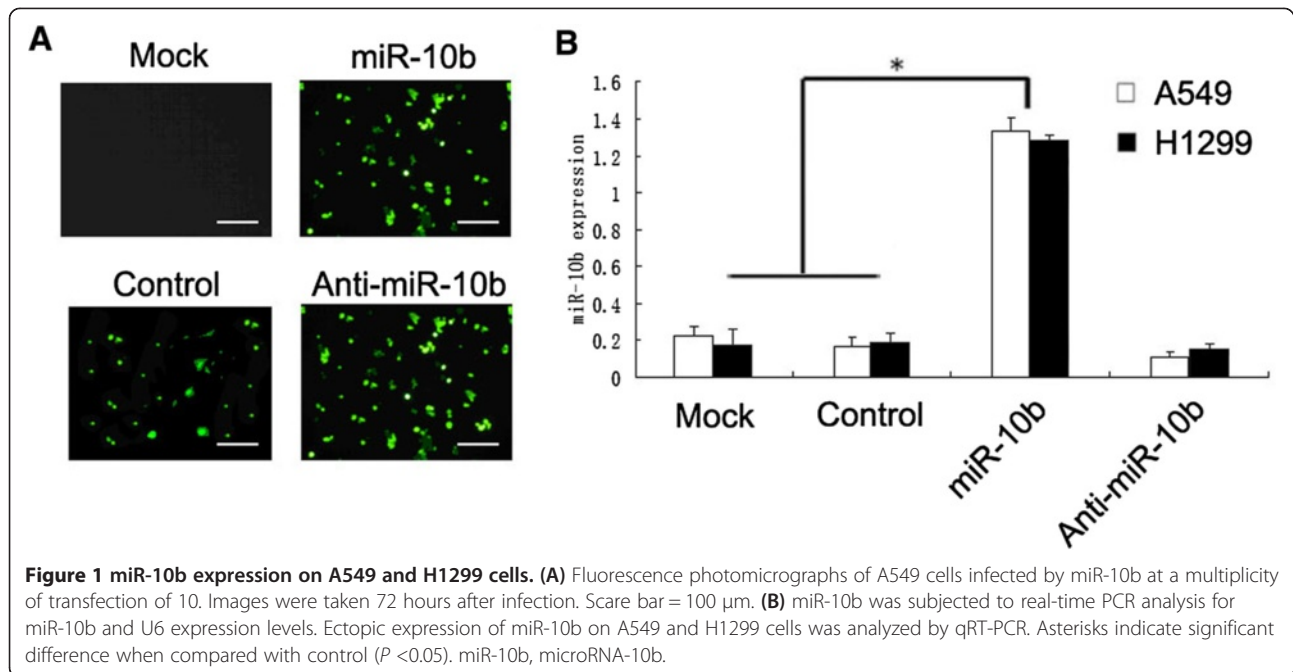 A
Mock
miR-10b
Control
Anti-miR-10b
B
*
A549
H1299
miR-10b expression
1.6
1.4
1.2
1
0.8
0.6
0.4
0.2
0
Mock
Control
miR-10b
Anti-miR-10b
Figure 1 miR-10b expression on A549 and H1299 cells. (A) Fluorescence photomicrographs of A549 cells infected by miR-10b at a multiplicity
of transfection of 10. Images were taken 72 hours after infection. Scare bar = 100 μm. (B) miR-10b was subjected to real-time PCR analysis for
miR-10b and U6 expression levels. Ectopic expression of miR-10b on A549 and H1299 cells was analyzed by qRT-PCR. Asterisks indicate significant
difference when compared with control (P <0.05). miR-10b, microRNA-10b.